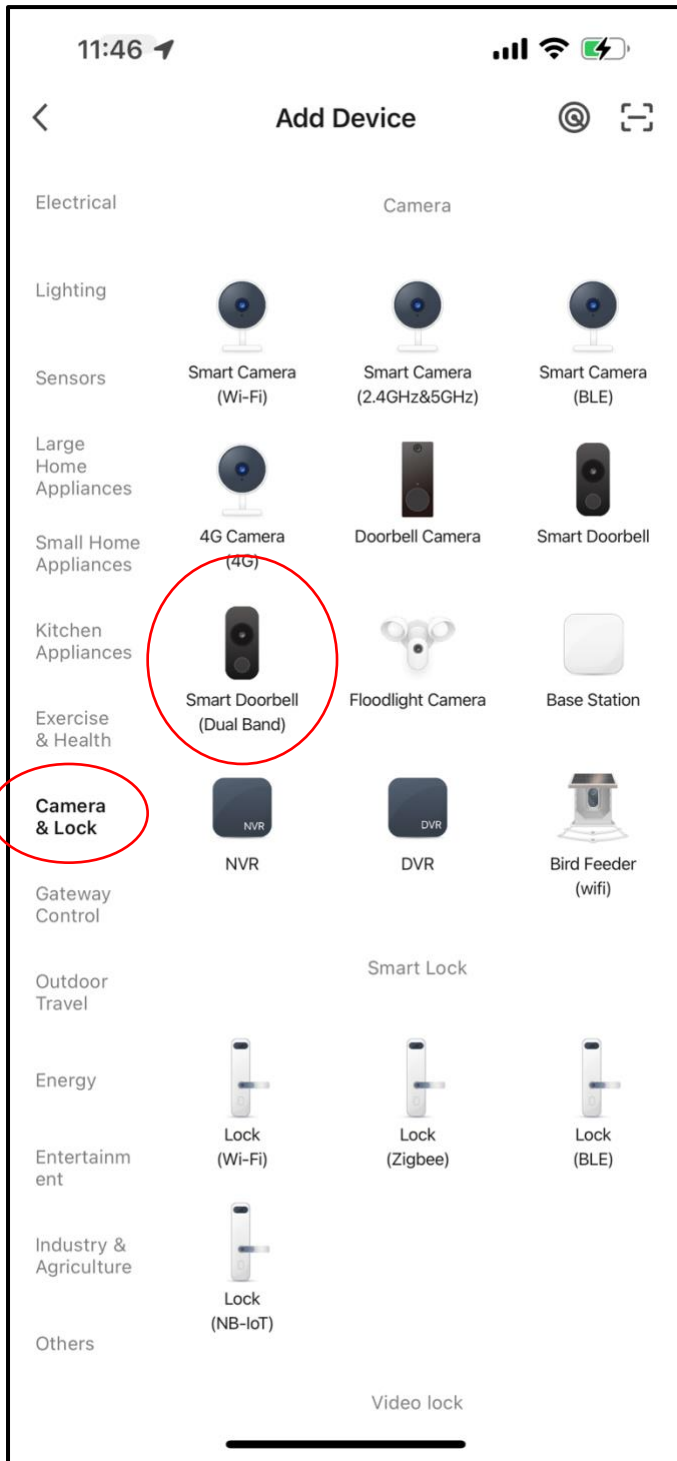 11:46
Add Device
Electrical
Lighting
Sensors
Large
Home
Appliances
Small Home
Appliances
Kitchen
Appliances
Exercise
& Health
Camera
& Lock
Gateway
Control
Outdoor
Travel
Energy
Entertainm
ent
Industry &
Agriculture
Others
Camera
Smart Camera
(Wi-Fi)
Smart Camera
(2.4GHz&5GHz)
Smart Camera
(BLE)
4G Camera
(4G)
Doorbell Camera
Smart Doorbell
Smart Doorbell
(Dual Band)
Floodlight Camera
Base Station
NVR
NVR
DVR
DVR
Bird Feeder
(wifi)
Smart Lock
Lock
(Wi-Fi)
Lock
(Zigbee)
Lock
(BLE)
Lock
(NB-IoT)
Video lock